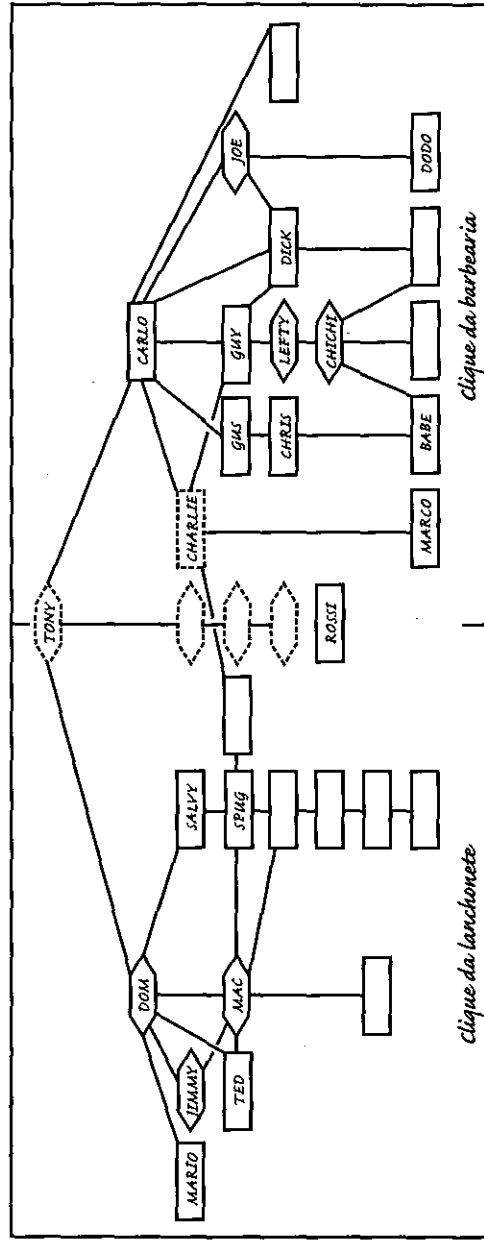 TONY
DOM
CARLO
MARIO
JIMMY
SALVY
CHARLIE
TED
MAC
SPUG
GUS
GUY
JOE
CHRIS
LEFTY
DICK
ROSSI
CHICHI
MARCO
BABE
DODO
Clique da lanchonete
Clique da barbearia